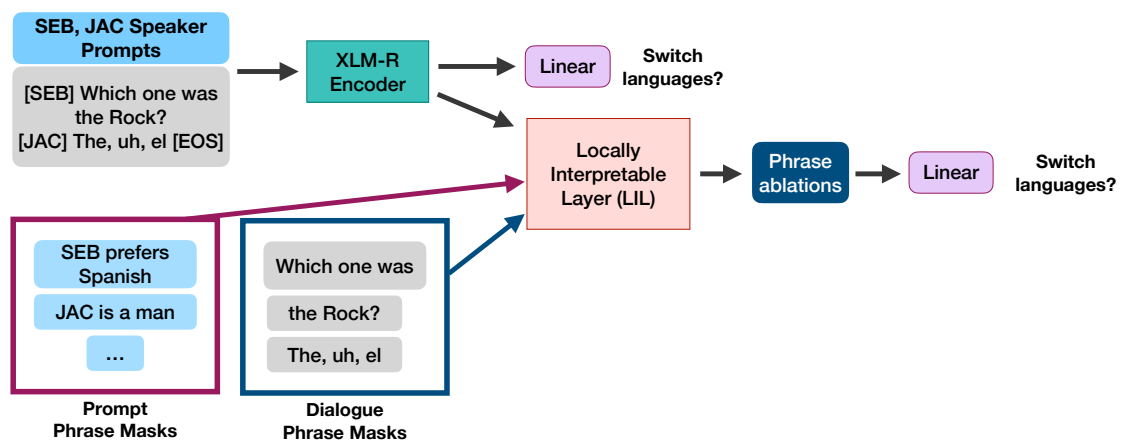 SEB, JAC Speaker
Prompts
[SEB] Which one was
the Rock?
[JAC] The, uh, el [EOS]
XLM-R
Encoder
Linear
Switch
languages?
Locally
Interpretable
Layer (LIL)
Phrase
ablations
Linear
Switch
languages?
SEB prefers
Spanish
JAC is a man
...
Prompt
Phrase Masks
Which one was
the Rock?
The, uh, el
Dialogue
Phrase Masks